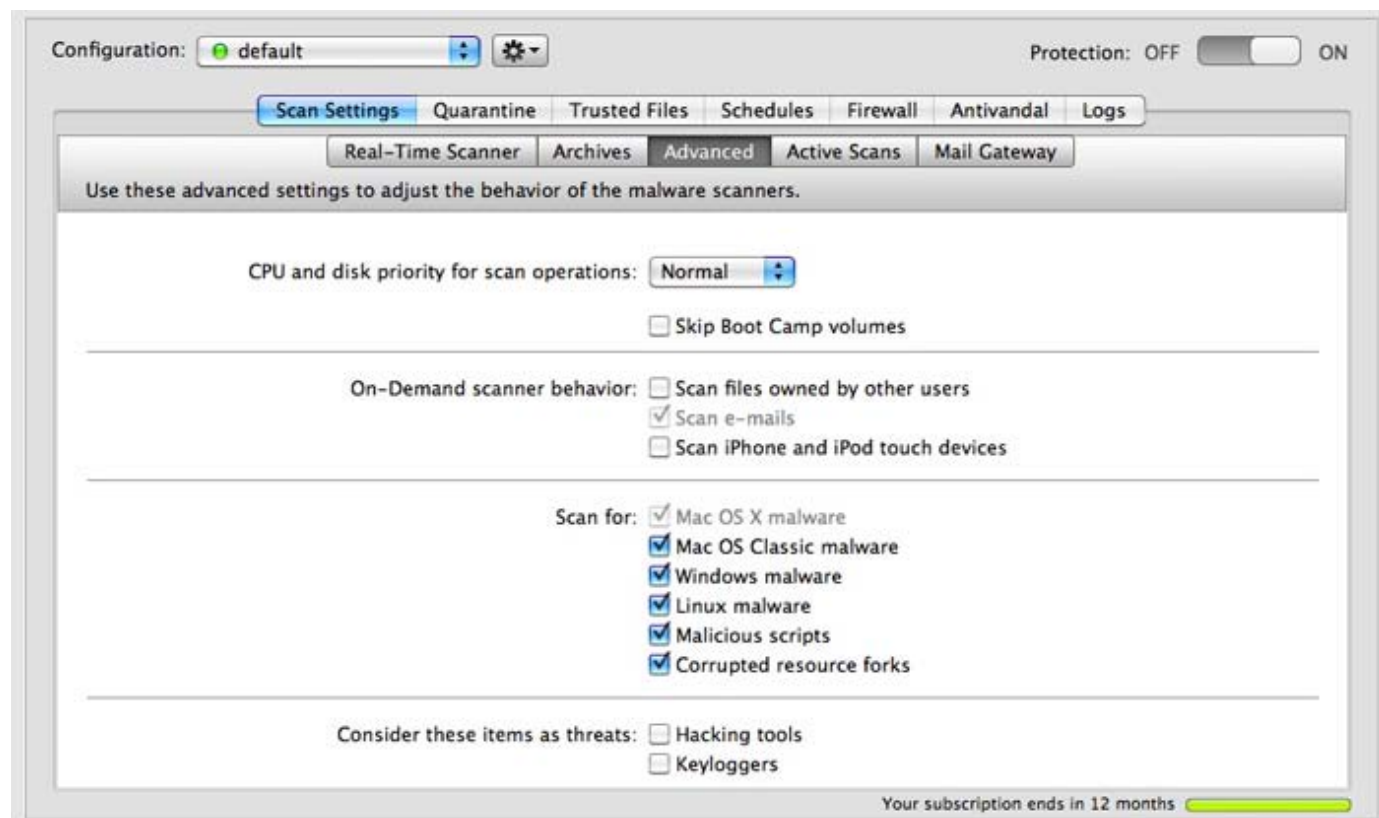 Configuration: default Protection: OFF ON
Scan Settings Quarantine Trusted Files Schedules Firewall Antivandal Logs
Real-Time Scanner Archives Advanced Active Scans Mail Gateway
Use these advanced settings to adjust the behavior of the malware scanners.
CPU and disk priority for scan operations: Normal
Skip Boot Camp volumes
On-Demand scanner behavior: Scan files owned by other users
Scan e-mails
Scan iPhone and iPod touch devices
Scan for: Mac OS X malware
Mac OS Classic malware
Windows malware
Linux malware
Malicious scripts
Corrupted resource forks
Consider these items as threats: Hacking tools
Keyloggers
Your subscription ends in 12 months